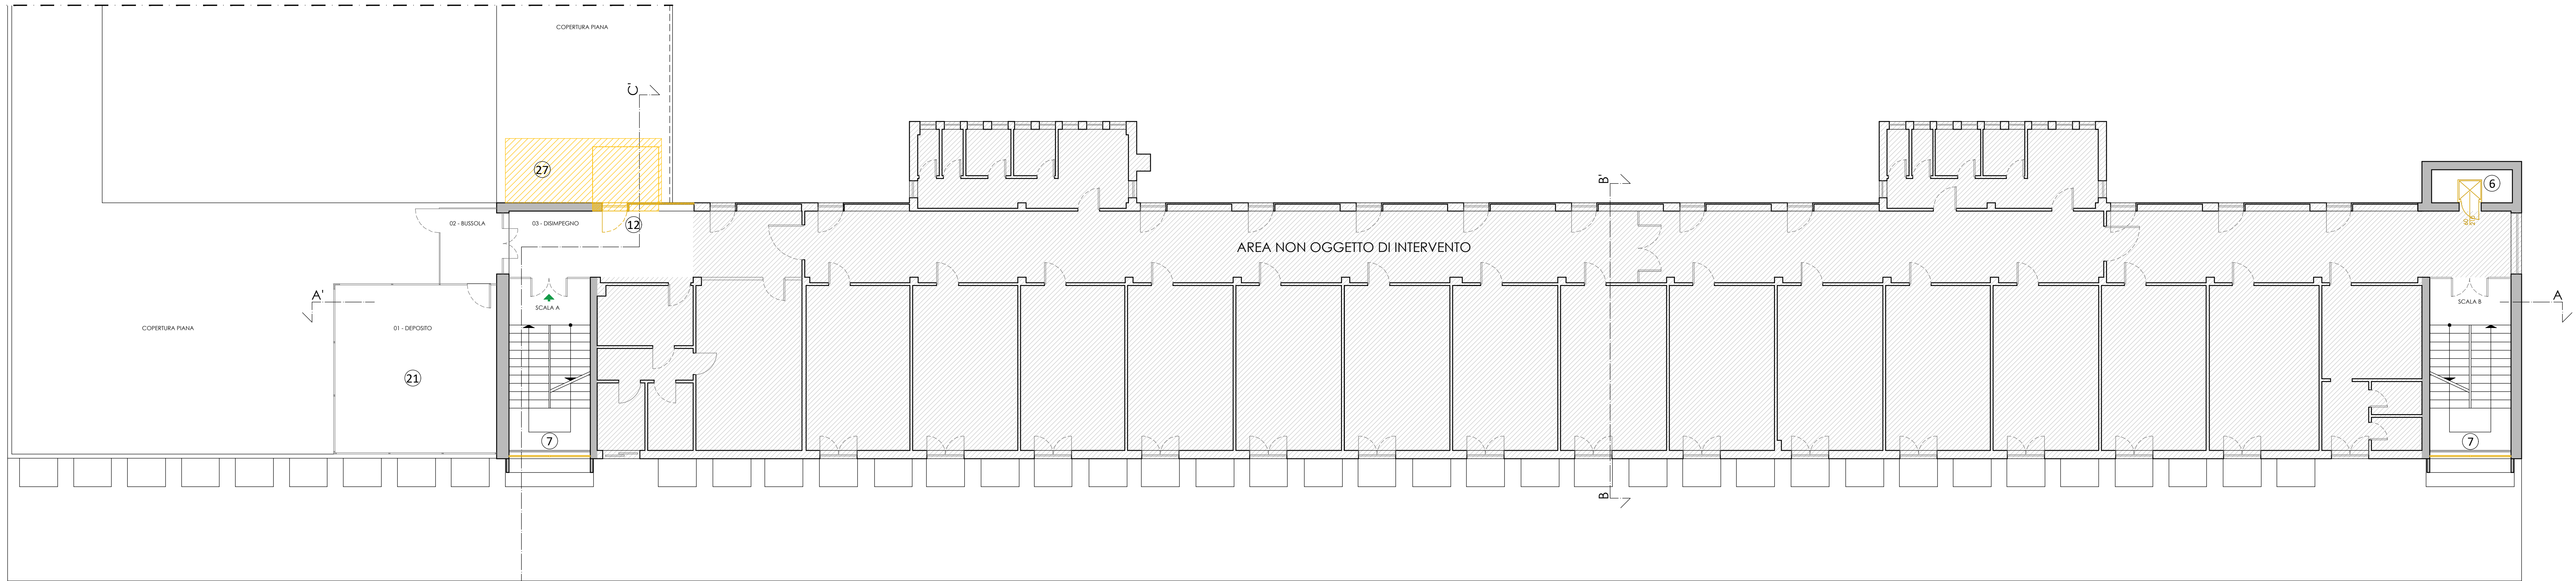 COPERTURA PIANA
C'
27
B'
6
02 - BUSSOLA
03 - DISIMPEGNO
12
AREA NON OGGETTO DI INTERVENTO
A'
SCALA A
SCALA B
A
COPERTURA PIANA
01 - DEPOSITO
21
7
7
B